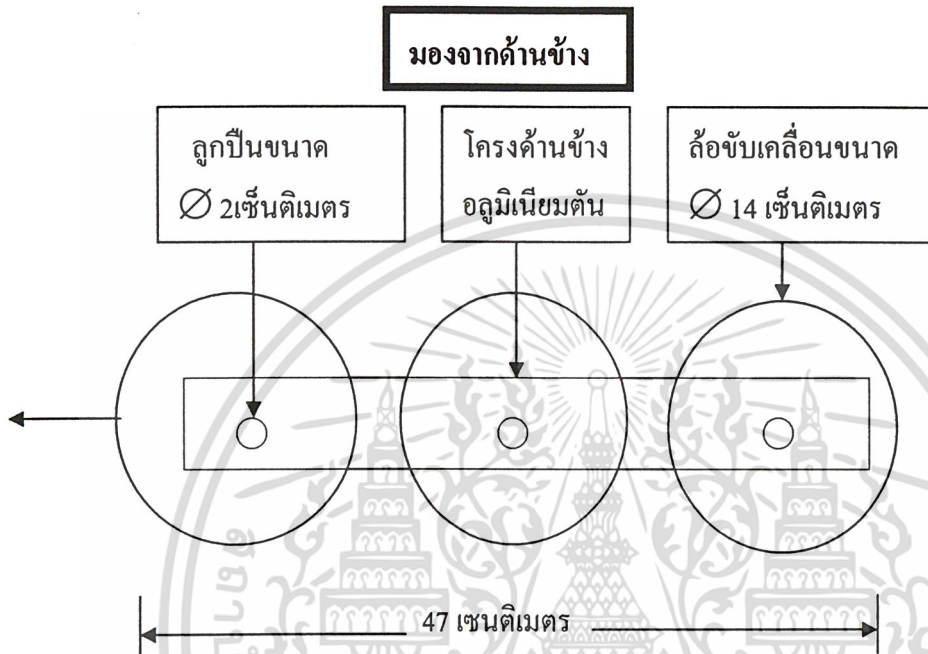 มองจากด้านข้าง
ลูกปืนขนาด
∅ 2เซ็นติเมตร
โครงด้านข้าง
อลูมิเนียมตัน
ล้อขับเคลื่อนขนาด
∅ 14 เซ็นติเมตร
47 เซนติเมตร